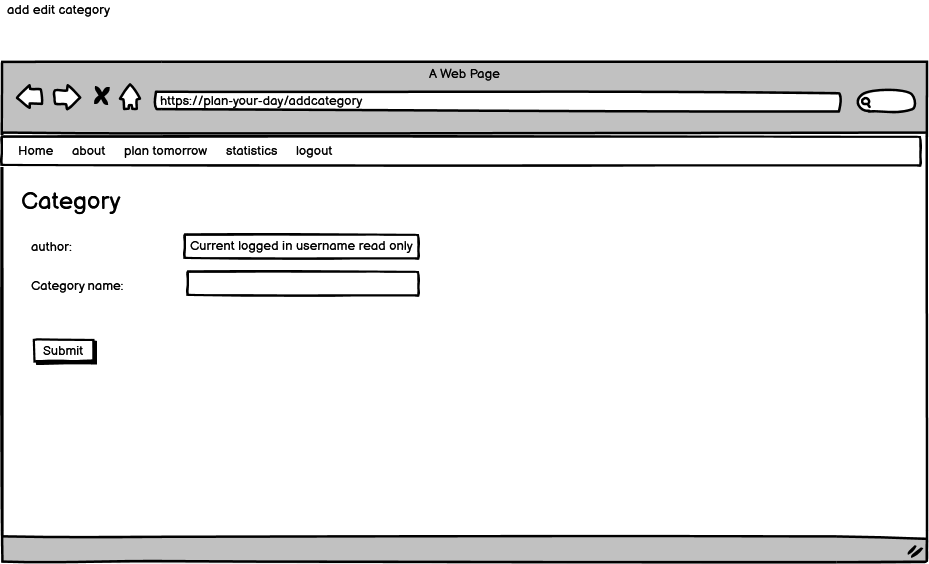 add edit category
A Web Page
https://plan-your-day/addcategory
Home about plan tomorrow statistics logout
Category
author: Current logged in username read only
Category name:
Submit